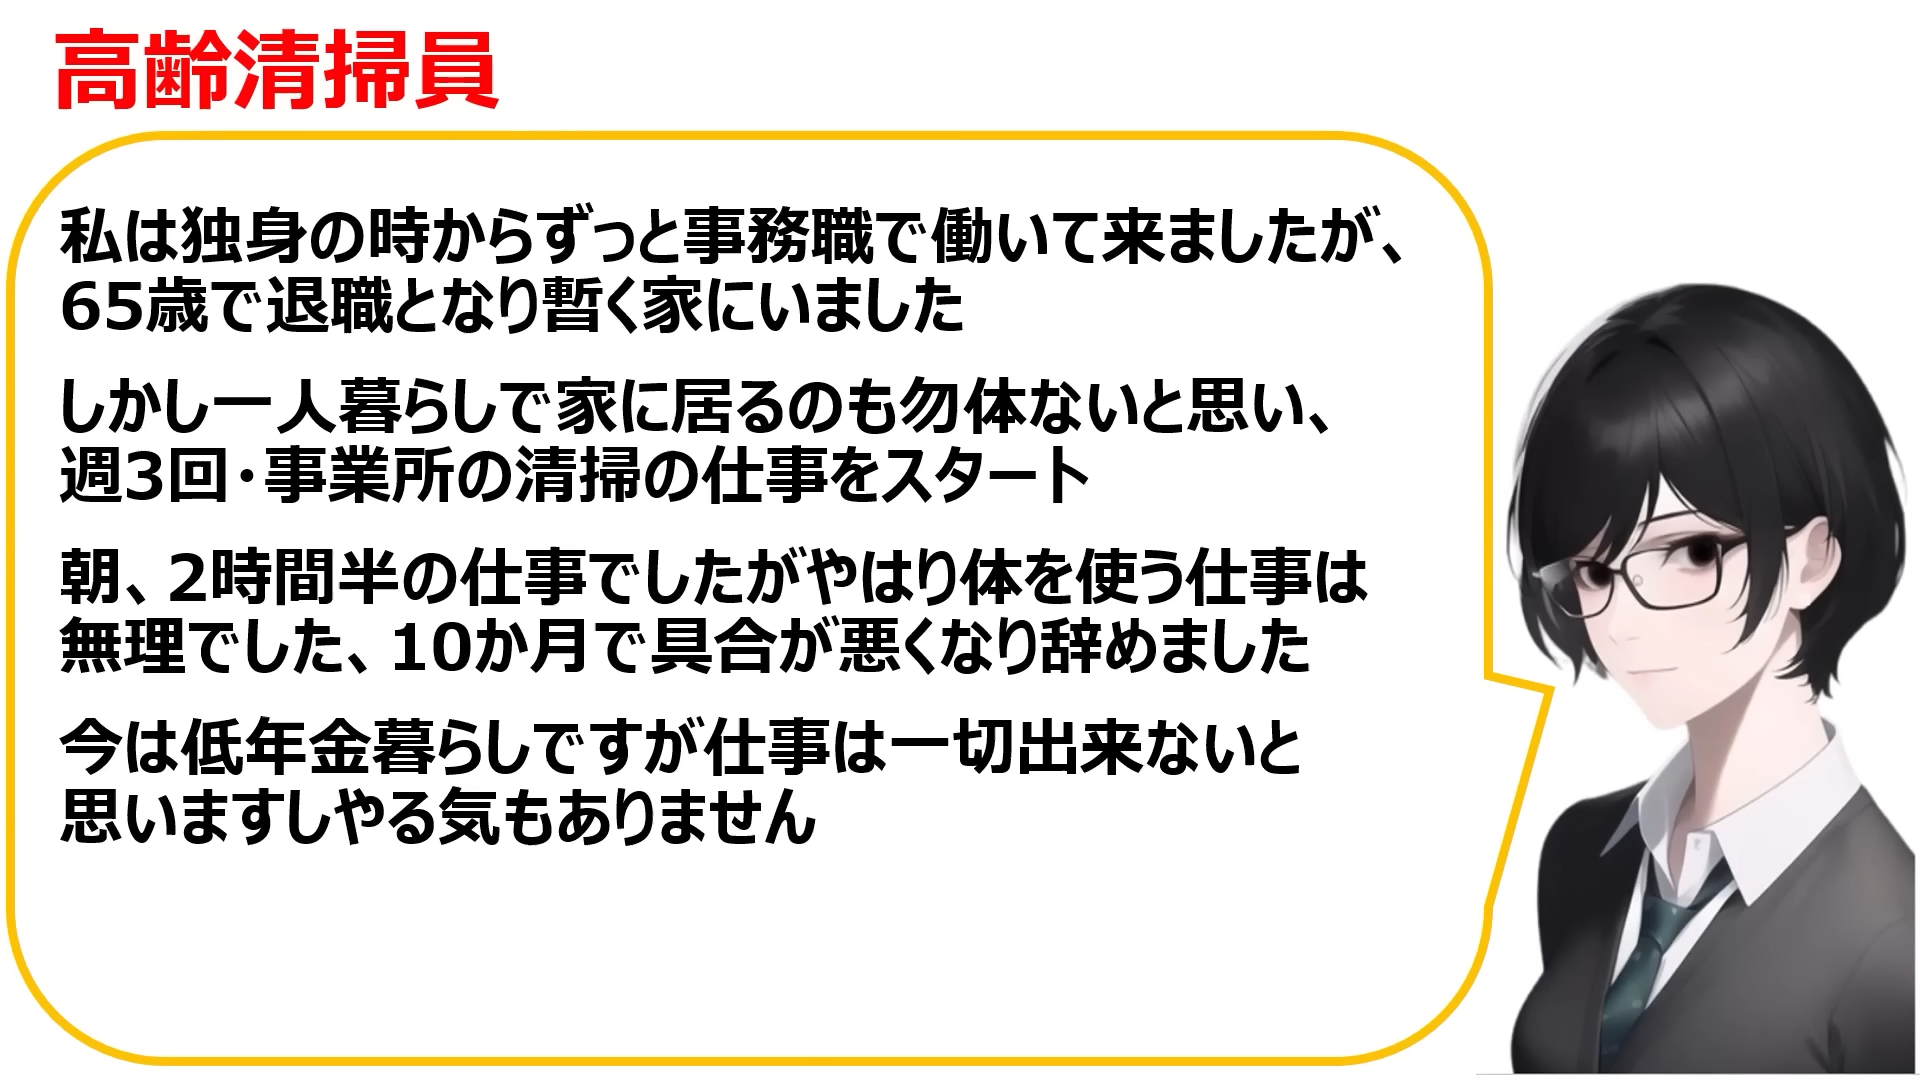 高齢清掃員
私は独身の時からずっと事務職で働いて来ましたが、
65歳で退職となり暫く家にいました
しかし一人暮らしで家に居るのも勿体ないと思い、
週3回・事業所の清掃の仕事をスタート
朝、2時間半の仕事でしたがやはり体を使う仕事は
無理でした、10か月で具合が悪くなり辞めました
今は低年金暮らしですが仕事は一切出来ないと
思いますしやる気もありません